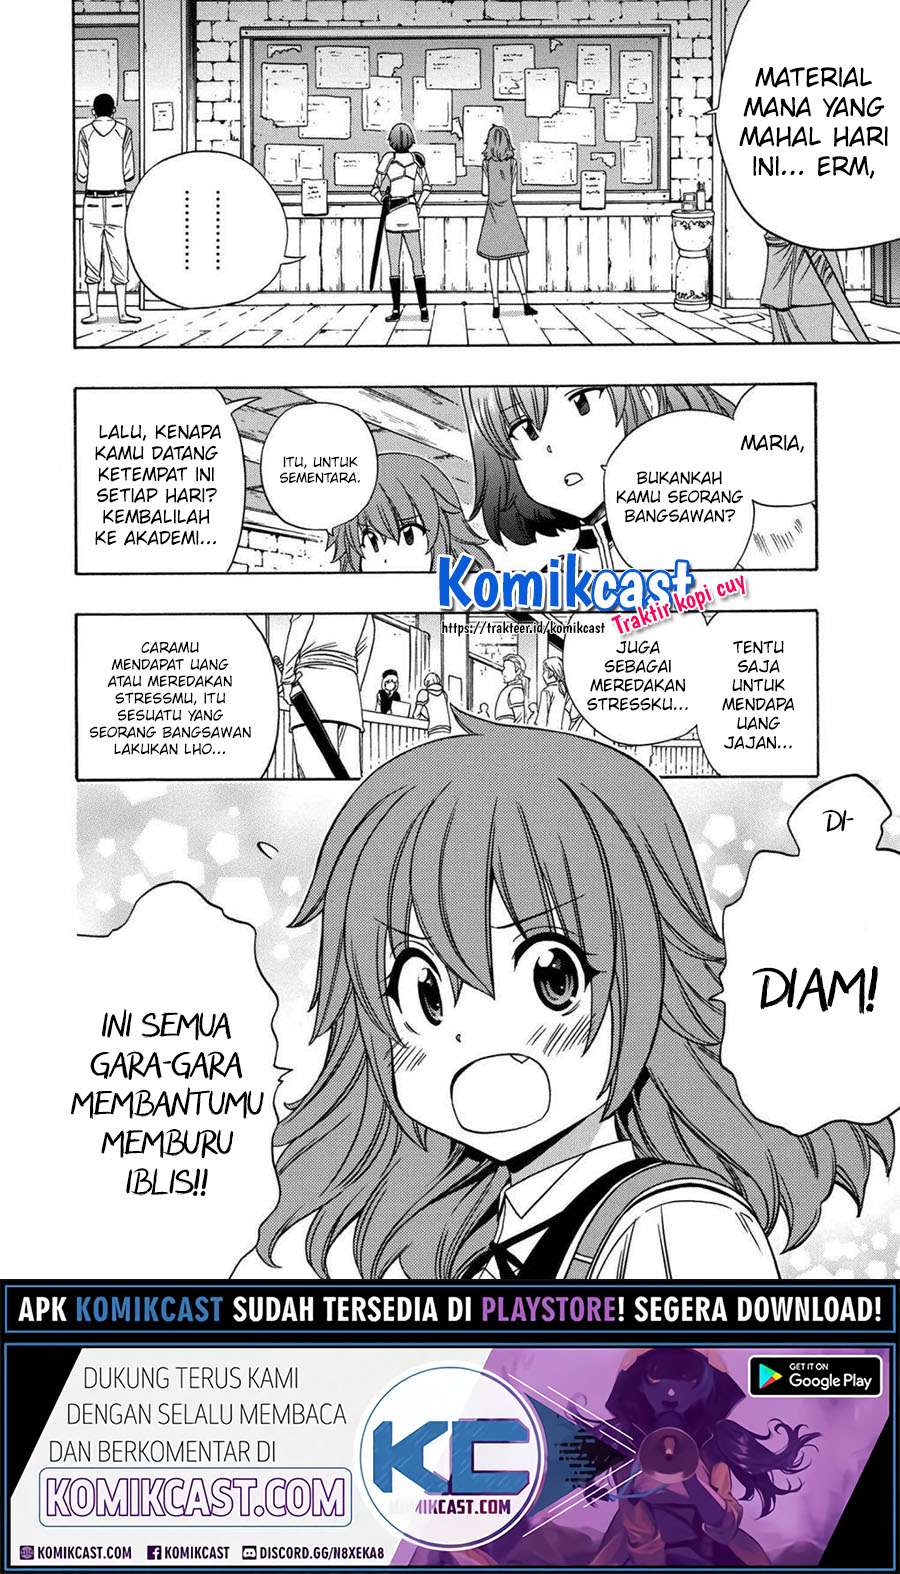 MATERIAL
MANA YANG
MAHAL HARI
INI... ERM,
MARIA,
BUKANKAH
KAMU SEORANG
BANGSAWAN?
ITU, UNTUK
SEMENTARA.
LALU, KENAPA
KAMU DATANG
KETEMPAT INI
SETIAP HARI?
KEMBALILAH
KE AKADEMI...
Komikcast
Traktir kopi cuy
https://trakteer.id/komikcast
TENTU
SAJA
UNTUK
MENDAPA
UANG
JAJAN...
JUGA
SEBAGAI
MEREDAKAN
STRESSKU...
CARAMU
MENDAPAT UANG
ATAU MEREDAKAN
STRESSMU, ITU
SESUATU YANG
SEORANG BANGSAWAN
LAKUKAN LHO...
DI-
DIAM!
INI SEMUA
GARA-GARA
MEMBANTUMU
MEMBURU
IBLIS!!
APK KOMIKCAST SUDAH TERSEDIA DI PLAYSTORE! SEGERA DOWNLOAD!
DUKUNG TERUS KAMI
DENGAN SELALU MEMBACA
DAN BERKOMENTAR DI
KOMIKCAST.COM
KOMIKCAST.COM KOMIKCAST DISCORD.GG/N8XEKA8
KC
KOMIKCAST.COM
GET IT ON
Google Play